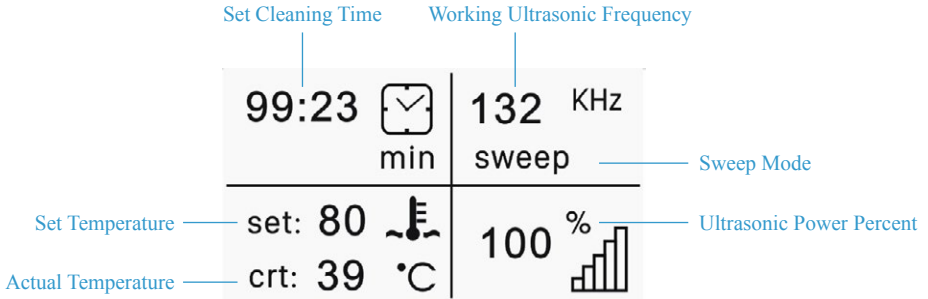 Set Cleaning Time
Working Ultrasonic Frequency
99:23
min
132 KHz
sweep
Sweep Mode
Set Temperature
set: 80
Actual Temperature
crt: 39 °C
100 %
Ultrasonic Power Percent